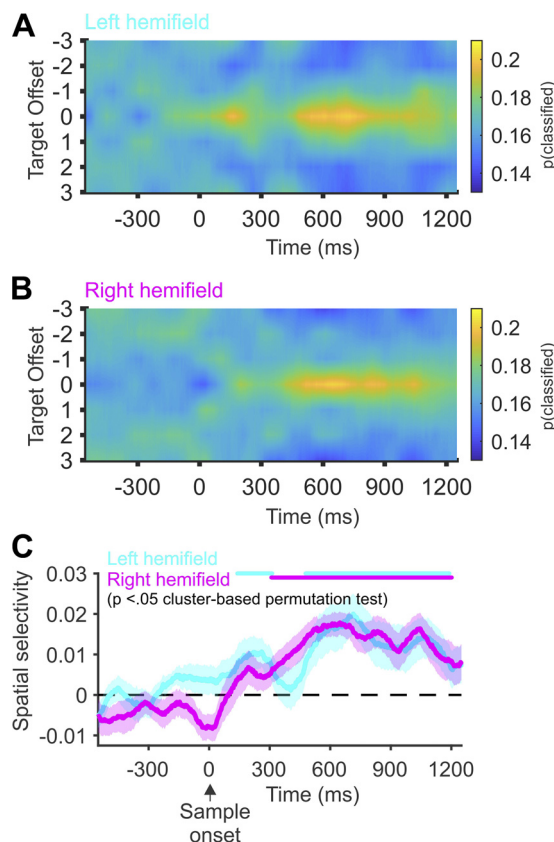 A
Left hemifield
Target Offset
-3
-2
-1
0
1
2
3
-300 0 300 600 900 1200
Time (ms)
0.2
0.18
0.16
0.14
p(classified)
B
Right hemifield
Target Offset
-3
-2
-1
0
1
2
3
-300 0 300 600 900 1200
Time (ms)
0.2
0.18
0.16
0.14
p(classified)
C
Left hemifield
Right hemifield
(p <.05 cluster-based permutation test)
Spatial selectivity
0.03
0.02
0.01
0
-0.01
-300 0 300 600 900 1200
Time (ms)
Sample
onset